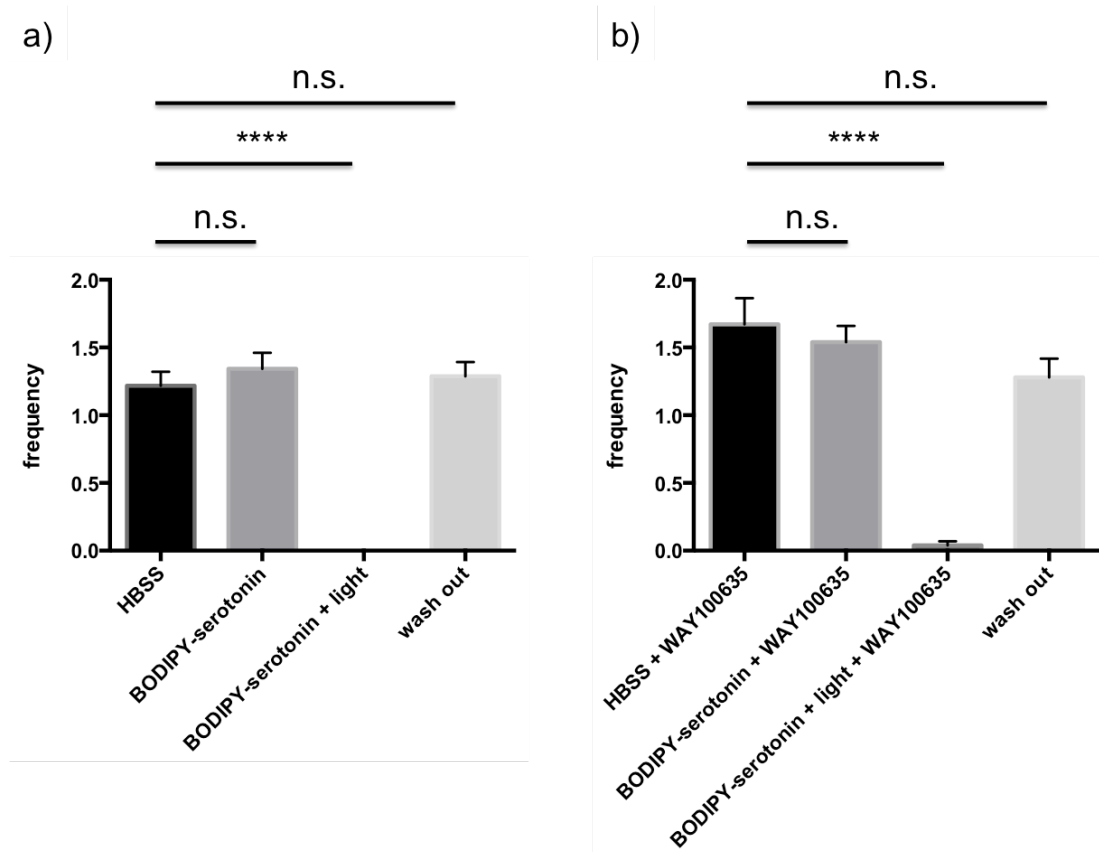 a)
n.s.
****
n.s.
2.0
1.5
1.0
0.5
0.0
frequency
HBSS
BODIPY-serotonin
BODIPY-serotonin + light
wash out
b)
n.s.
****
n.s.
2.0
1.5
1.0
0.5
0.0
frequency
HBSS + WAY100635
BODIPY-serotonin + WAY100635
BODIPY-serotonin + light + WAY100635
wash out